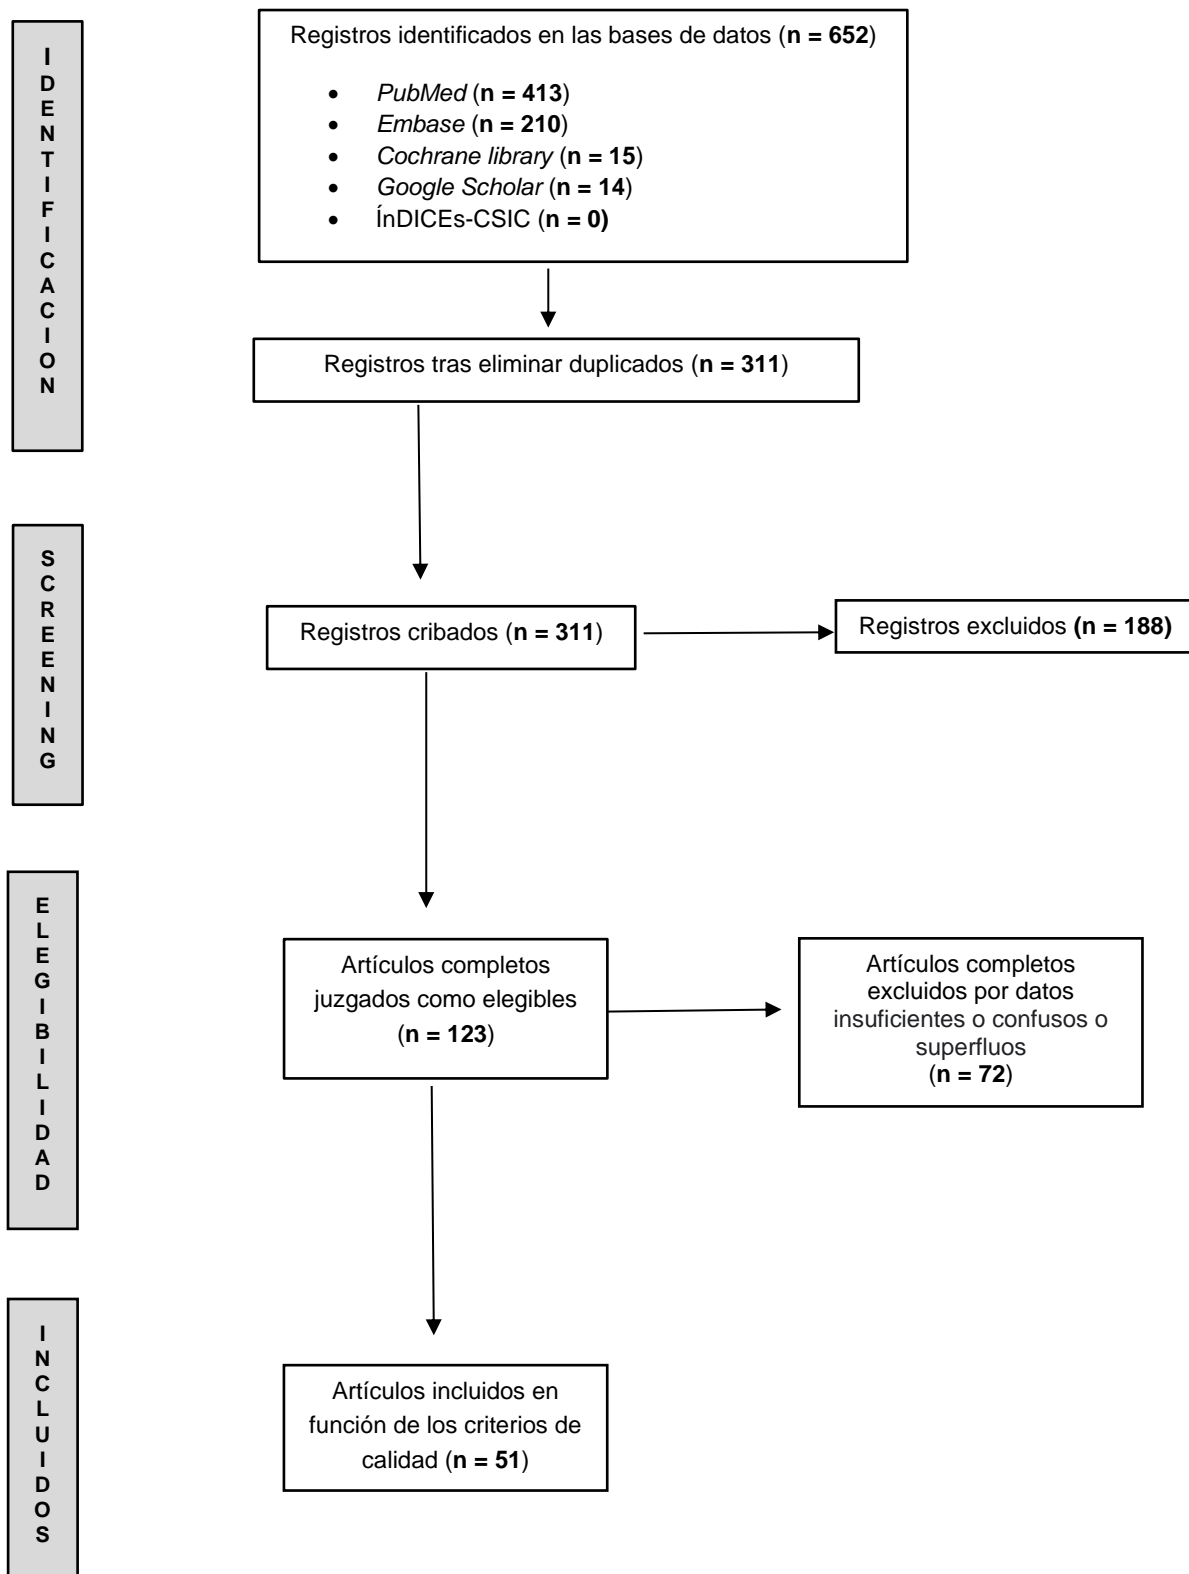 IDENTIFICACION
Registros identificados en las bases de datos (n = 652)
• PubMed (n = 413)
• Embase (n = 210)
• Cochrane library (n = 15)
• Google Scholar (n = 14)
• ÍnDICEs-CSIC (n = 0)
Registros tras eliminar duplicados (n = 311)
SCREENING
Registros cribados (n = 311)
Registros excluidos (n = 188)
ELEGIBILIDAD
Artículos completos
juzgados como elegibles
(n = 123)
Artículos completos
excluidos por datos
insuficientes o confusos o
superfluos
(n = 72)
INCLUIDOS
Artículos incluidos en
función de los criterios de
calidad (n = 51)